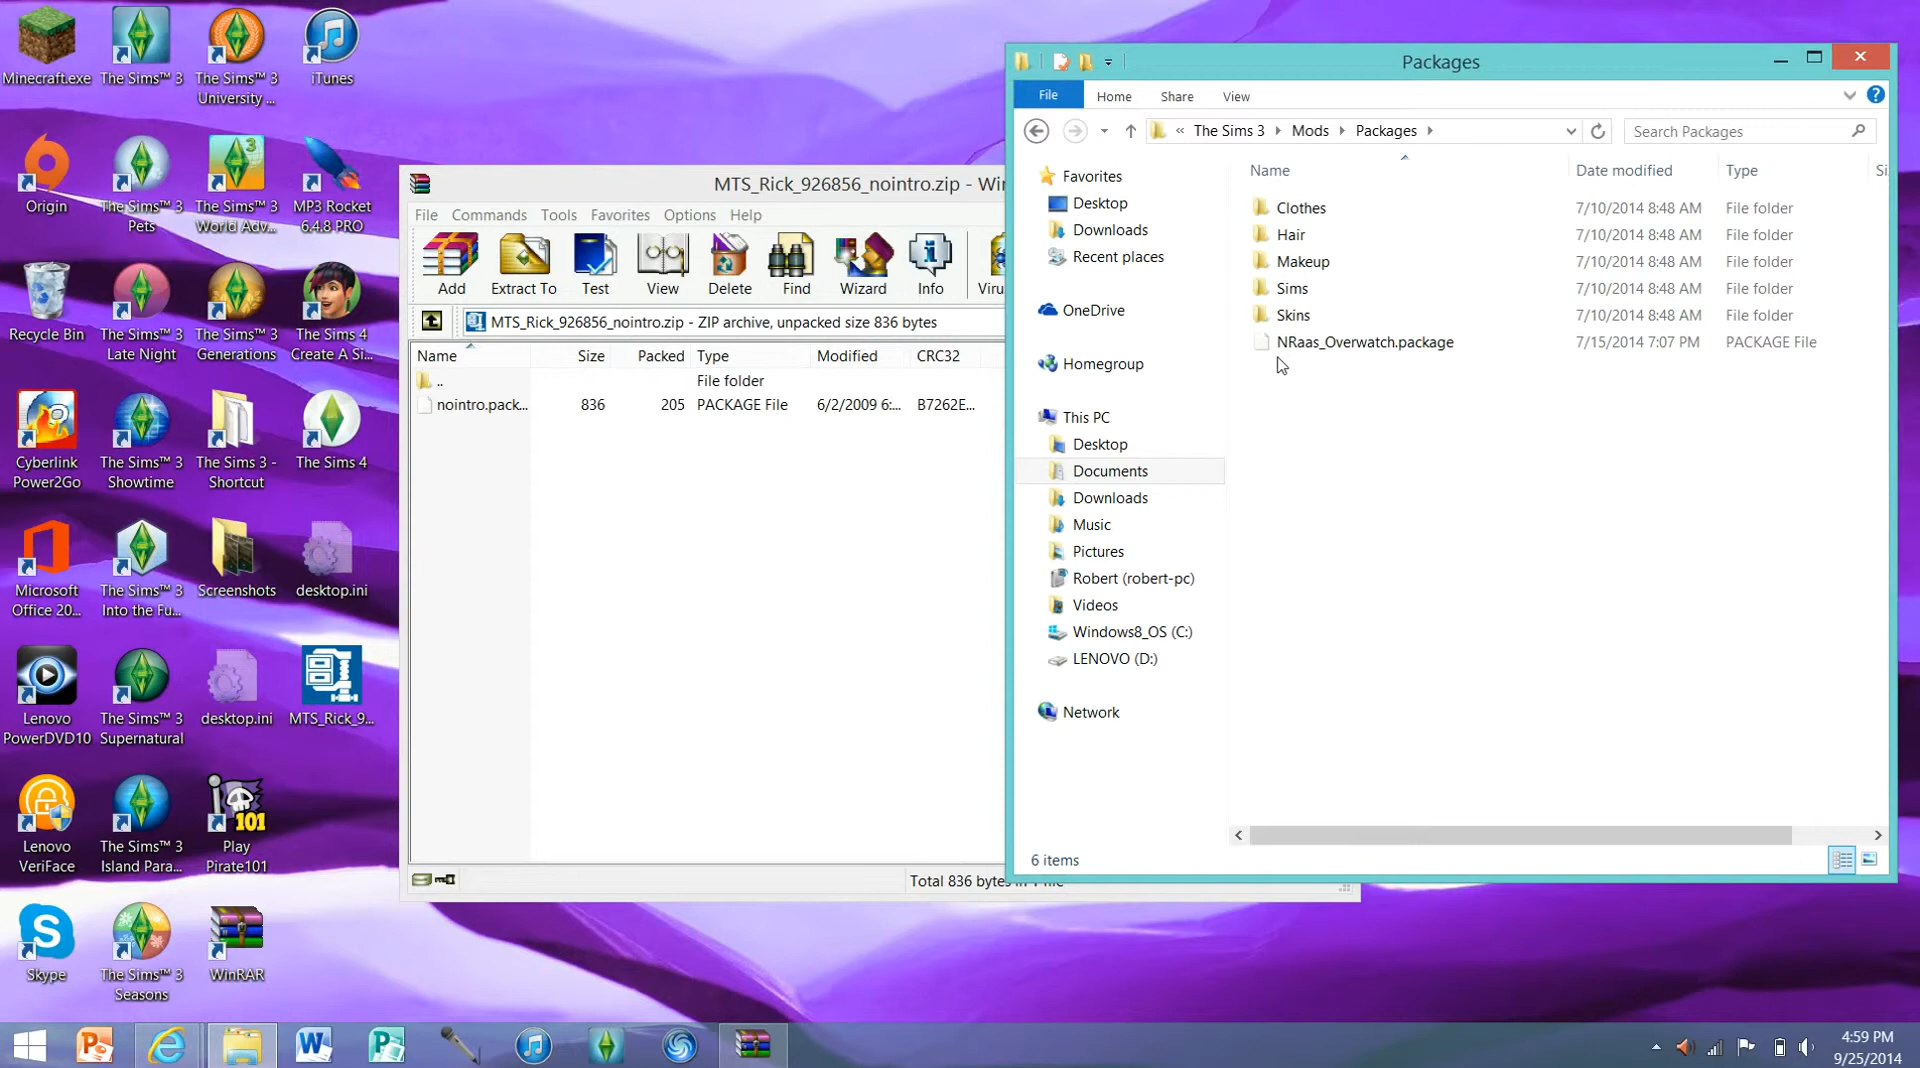 Minecraft.exe
The Sims™ 3
The Sims™ 3
University ...
iTunes
Origin
The Sims™ 3
Pets
The Sims™ 3
World Adv...
MP3 Rocket
6.4.8 PRO
Recycle Bin
The Sims™ 3
Late Night
The Sims™ 3
Generations
The Sims 4
Create A Si...
Cyberlink
Power2Go
The Sims™ 3
Showtime
The Sims 3 -
Shortcut
The Sims 4
Microsoft
Office 20...
The Sims™ 3
Into the Fu...
Screenshots
desktop.ini
Lenovo
PowerDVD10
The Sims™ 3
Supernatural
desktop.ini
MTS_Rick_9...
Lenovo
VeriFace
The Sims™ 3
Island Para...
101
Play
Pirate101
Skype
The Sims™ 3
Seasons
WinRAR
MTS_Rick_926856_nointro.zip - Wi
File Commands Tools Favorites Options Help
Add Extract To Test View Delete Find Wizard Info Viru
MTS_Rick_926856_nointro.zip - ZIP archive, unpacked size 836 bytes
Name Size Packed Type Modified CRC32
.. File folder
nointro.pack... 836 205 PACKAGE File 6/2/2009 6:... B7262E...
Total 836 bytes in 1 file
Packages
File Home Share View
« The Sims 3 Mods Packages
Search Packages
Favorites
Desktop
Downloads
Recent places
OneDrive
Homegroup
This PC
Desktop
Documents
Downloads
Music
Pictures
Robert (robert-pc)
Videos
Windows8_OS (C:)
LENOVO (D:)
Network
Name Date modified Type Si
Clothes 7/10/2014 8:48 AM File folder
Hair 7/10/2014 8:48 AM File folder
Makeup 7/10/2014 8:48 AM File folder
Sims 7/10/2014 8:48 AM File folder
Skins 7/10/2014 8:48 AM File folder
NRaas_Overwatch.package 7/15/2014 7:07 PM PACKAGE File
6 items
4:59 PM
9/25/2014